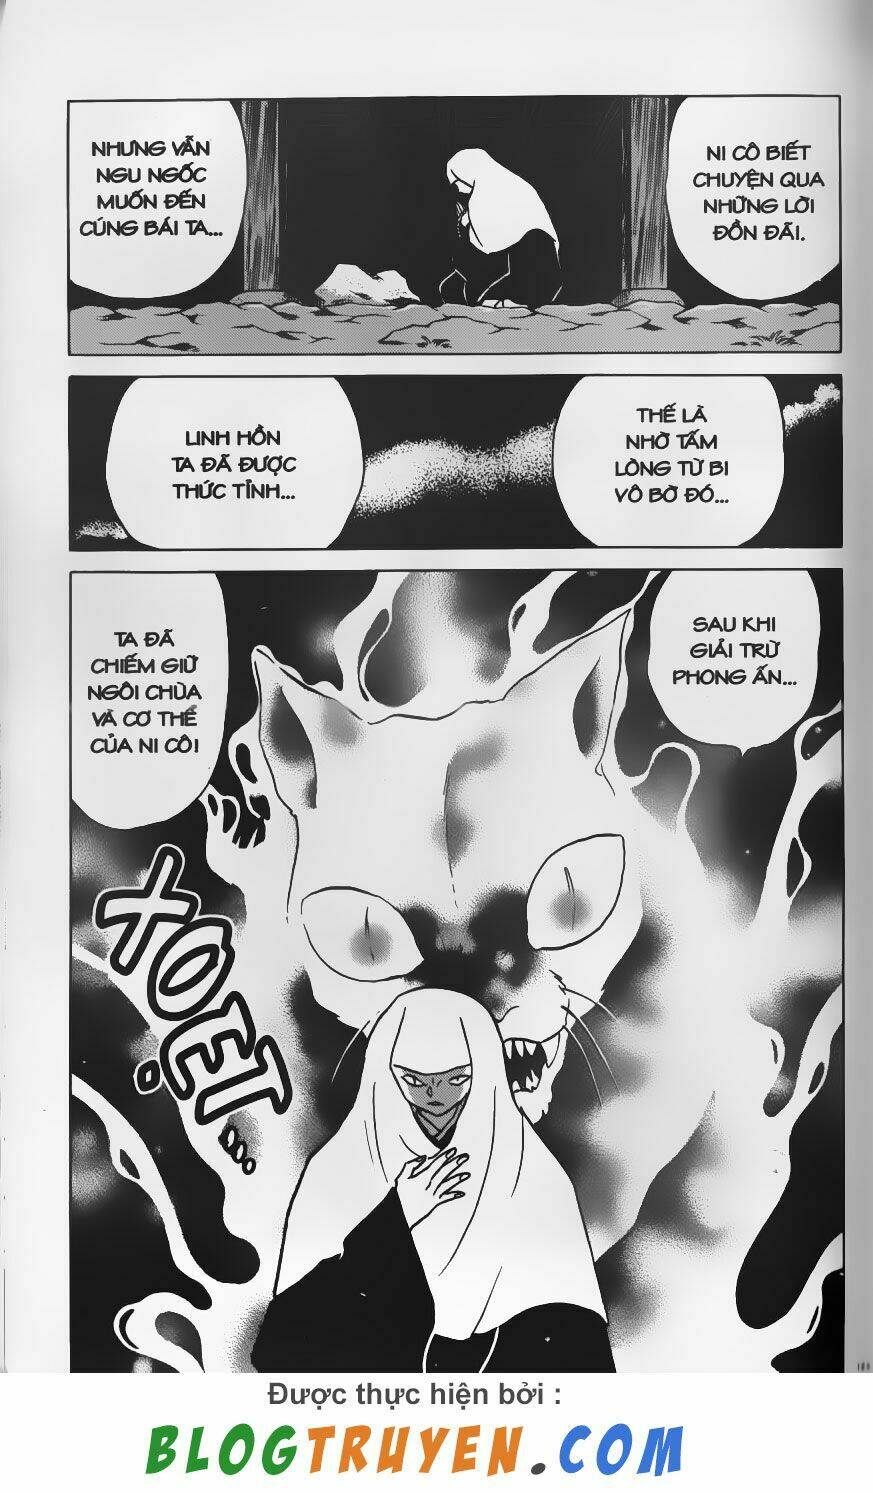 NI CÔ BIẾT
CHUYỆN QUA
NHỮNG LỜI
ĐỒN ĐÃI.
NHƯNG VẪN
NGU NGỐC
MUỐN ĐẾN
CÚNG BÁI TA...
THẾ LÀ
NHỜ TẤM
LÒNG TỪ BI
VÔ BỜ ĐÓ...
LINH HỒN
TA ĐÃ ĐƯỢC
THỨC TỈNH...
SAU KHI
GIẢI TRỪ
PHONG ẤN...
TA ĐÃ
CHIẾM GIỮ
NGÔI CHÙA
VÀ CƠ THỂ
CỦA NI CÔ!
XOẸT...
Được thực hiện bởi :
BLOGTRUYEN.COM